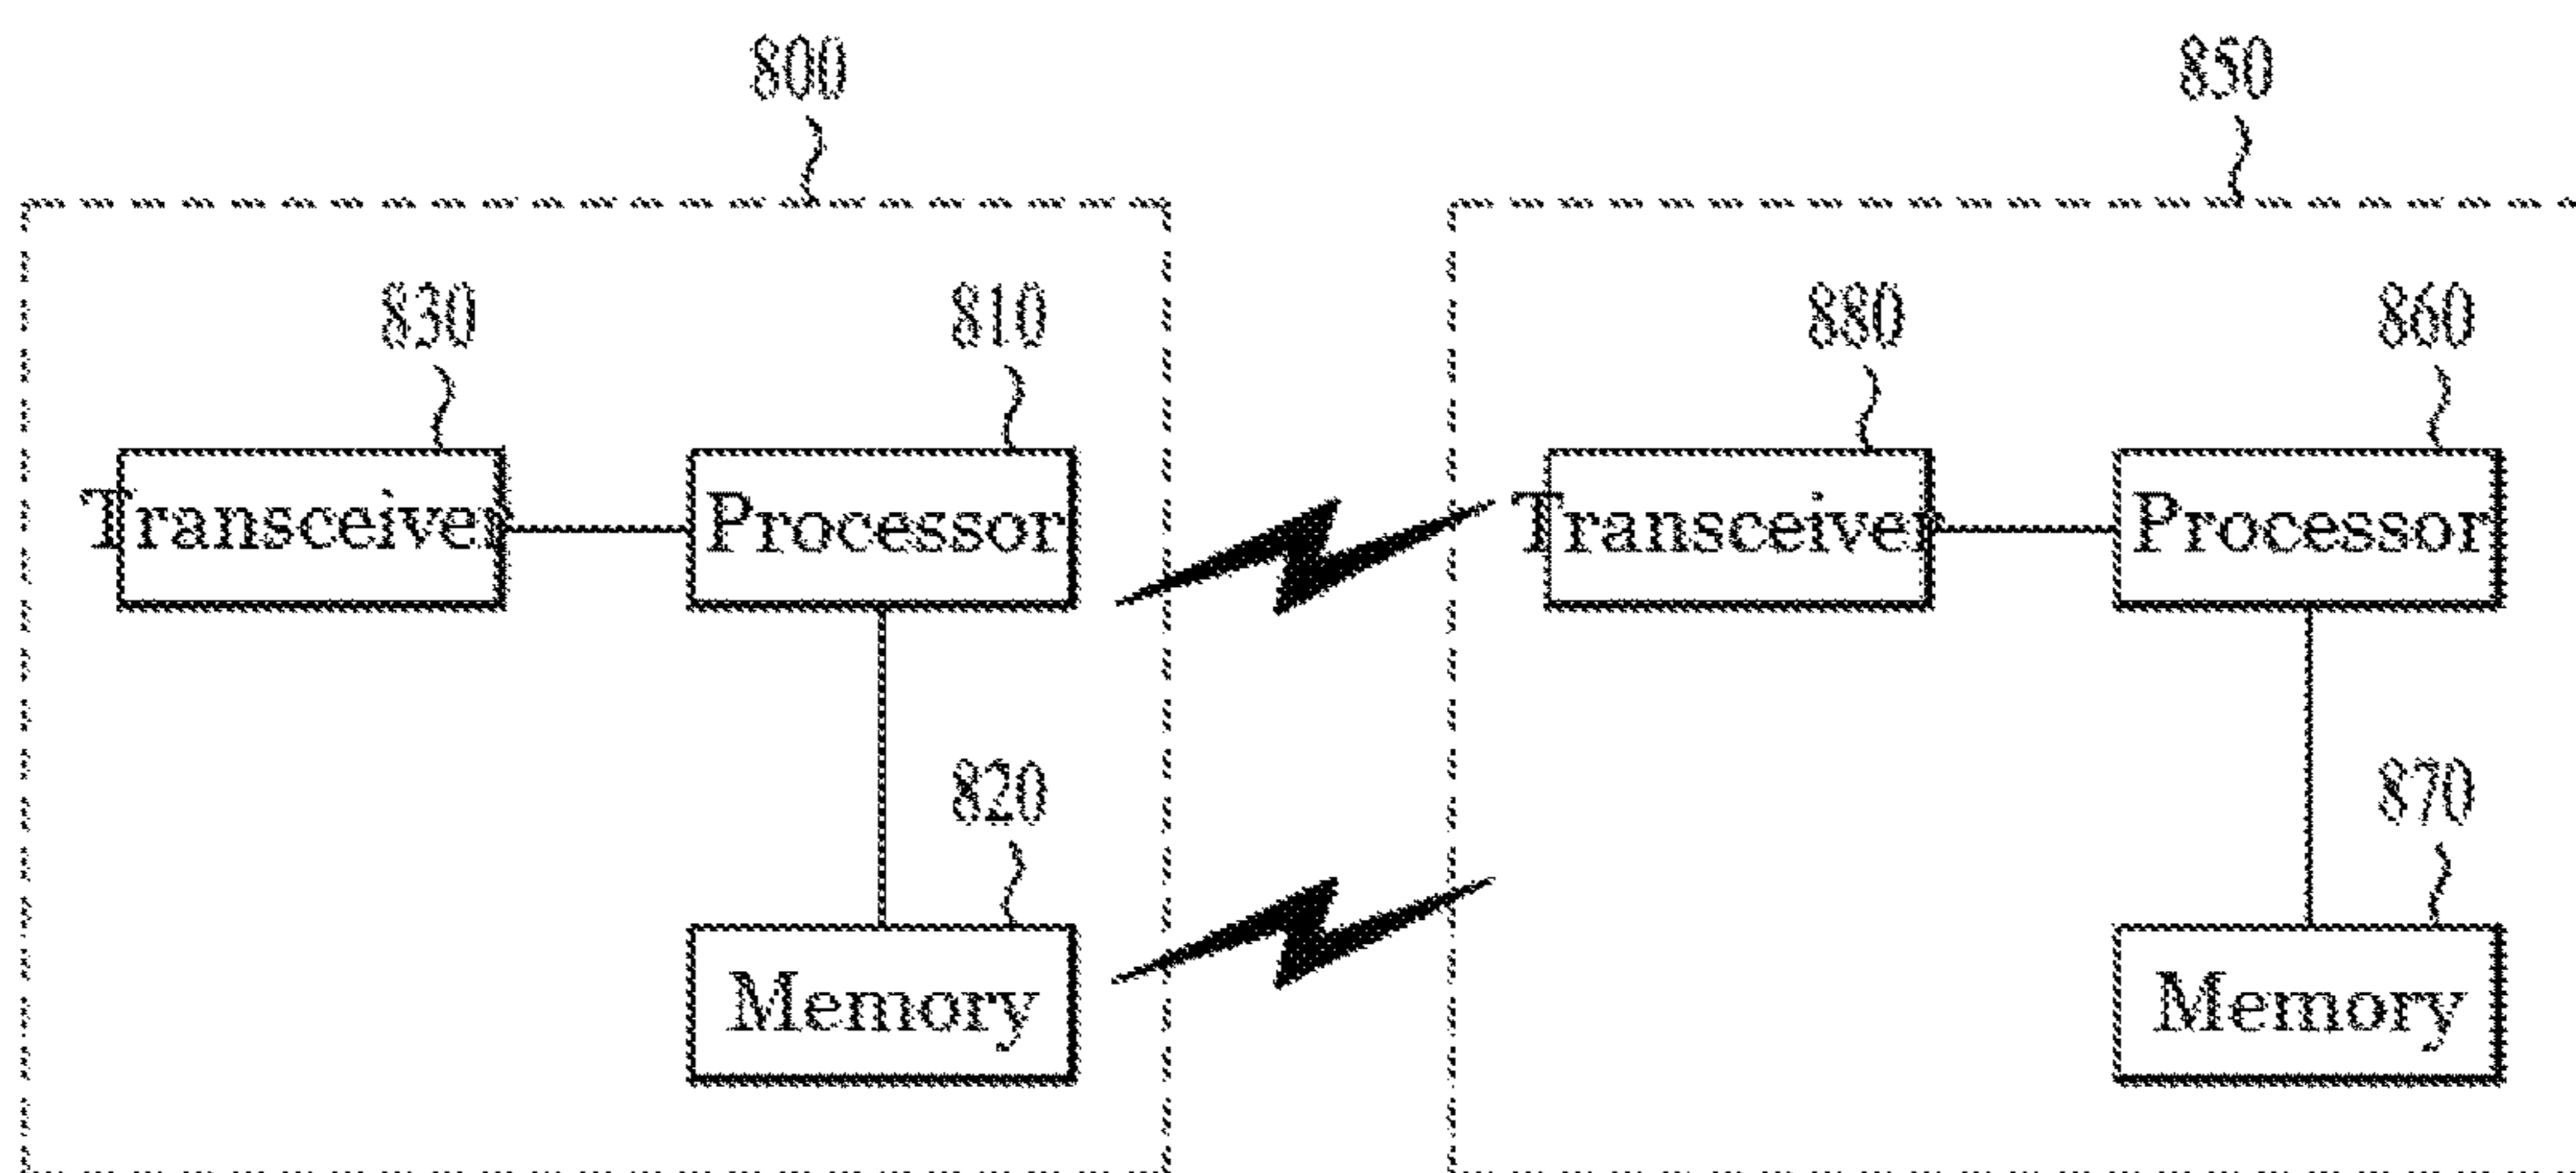 800 850
830 810 880 860
Transceiver Processor Transceiver Processor
820 870
Memory Memory